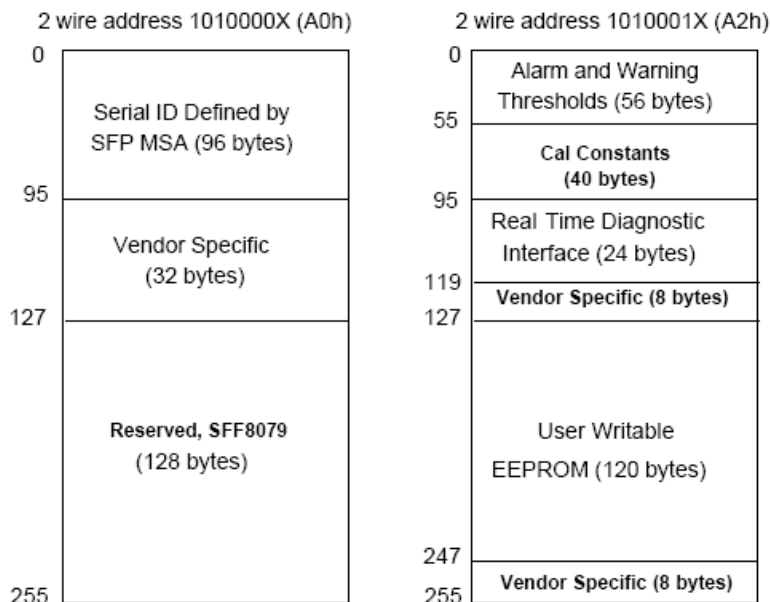 2 wire address 1010000X (A0h)
0
Serial ID Defined by
SFP MSA (96 bytes)
95
Vendor Specific
(32 bytes)
127
Reserved, SFF8079
(128 bytes)
255
2 wire address 1010001X (A2h)
0
Alarm and Warning
Thresholds (56 bytes)
55
Cal Constants
(40 bytes)
95
Real Time Diagnostic
Interface (24 bytes)
119
Vendor Specific (8 bytes)
127
User Writable
EEPROM (120 bytes)
247
Vendor Specific (8 bytes)
255